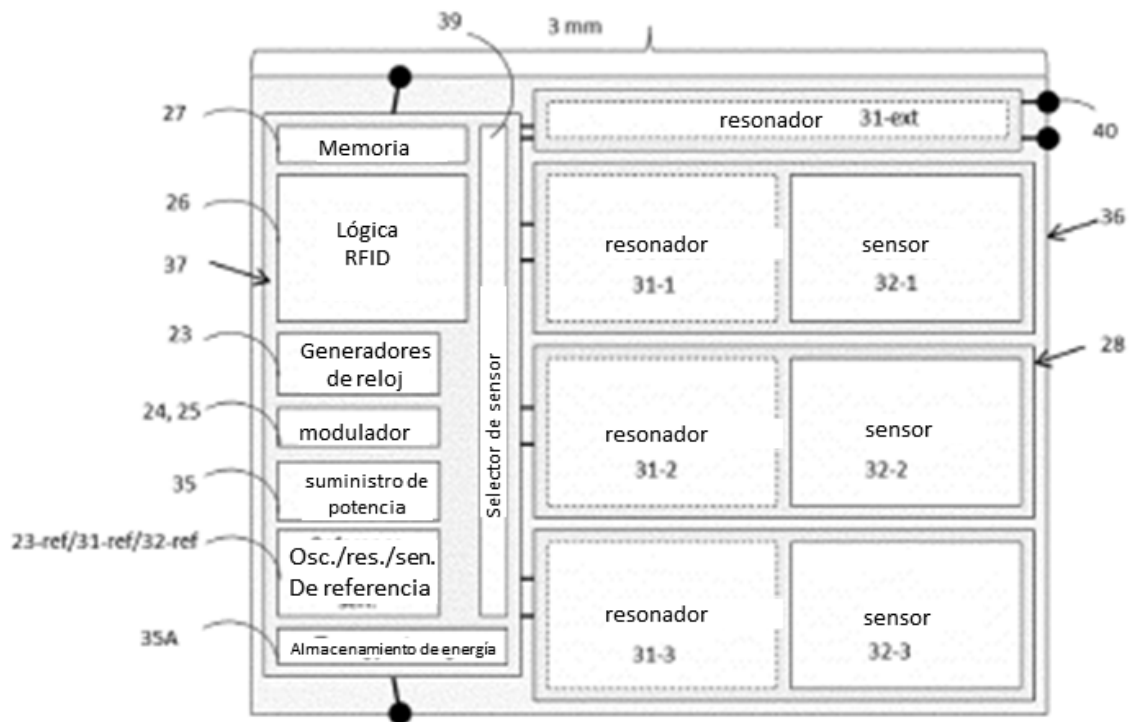 39
3 mm
27
Memoria
resonador 31-ext
40
26
Lógica
RFID
37
resonador
31-1
sensor
32-1
36
23
Generadores
de reloj
Selector de sensor
28
24, 25
modulador
resonador
31-2
sensor
32-2
35
suministro de
potencia
23-ref/31-ref/32-ref
Osc./res./sen.
De referencia
resonador
31-3
sensor
32-3
35A
Almacenamiento de energía